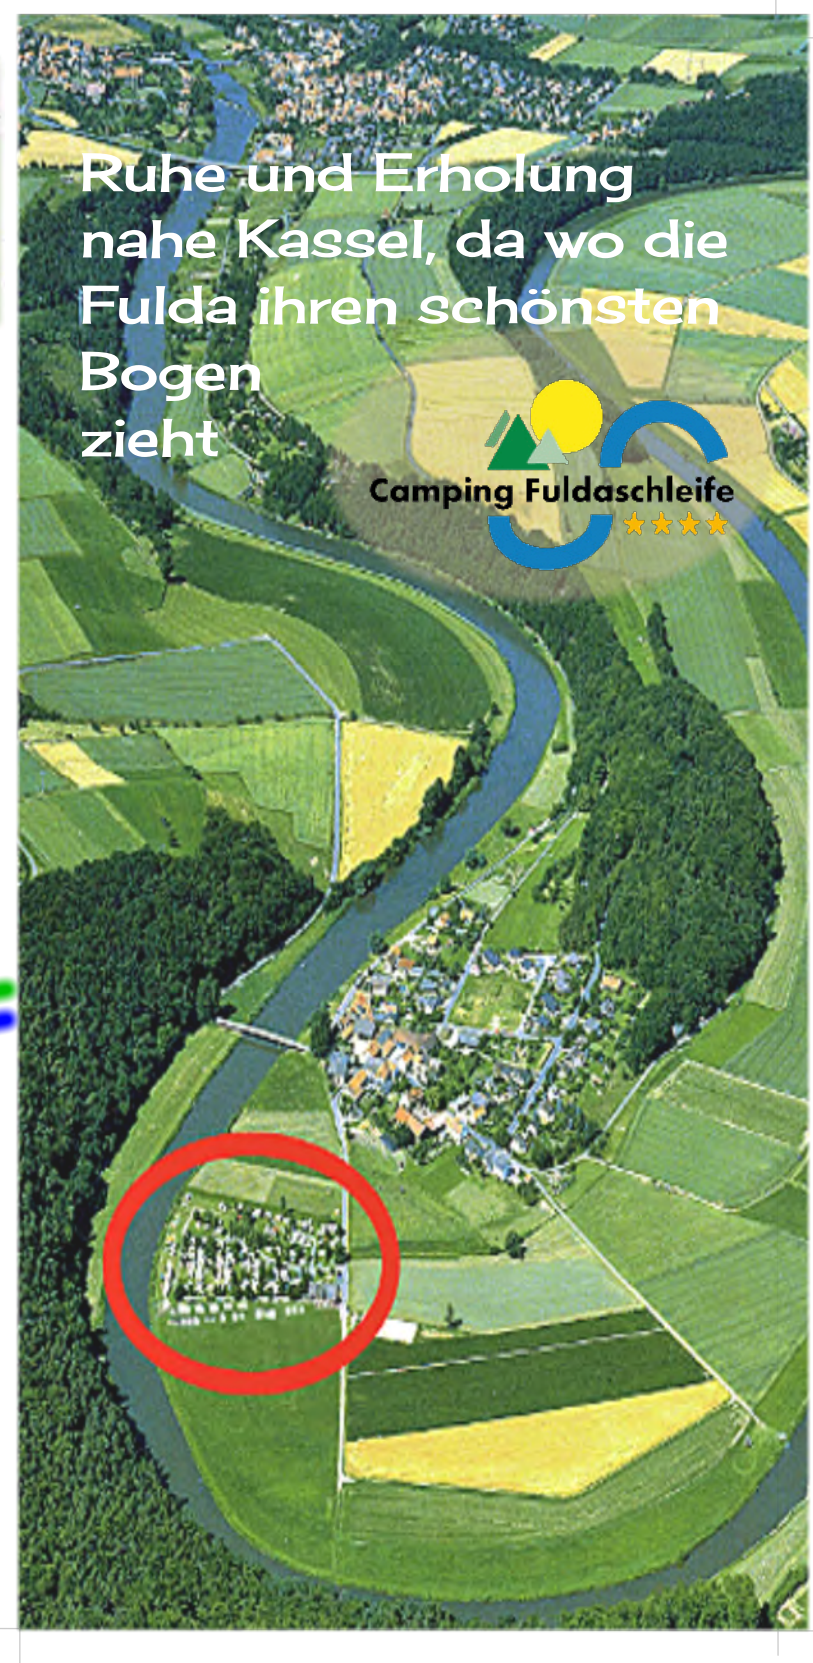 Ruhe und Erholung
nahe Kassel, da wo die
Fulda ihren schönsten
Bogen
zieht
Camping Fuldaschleife